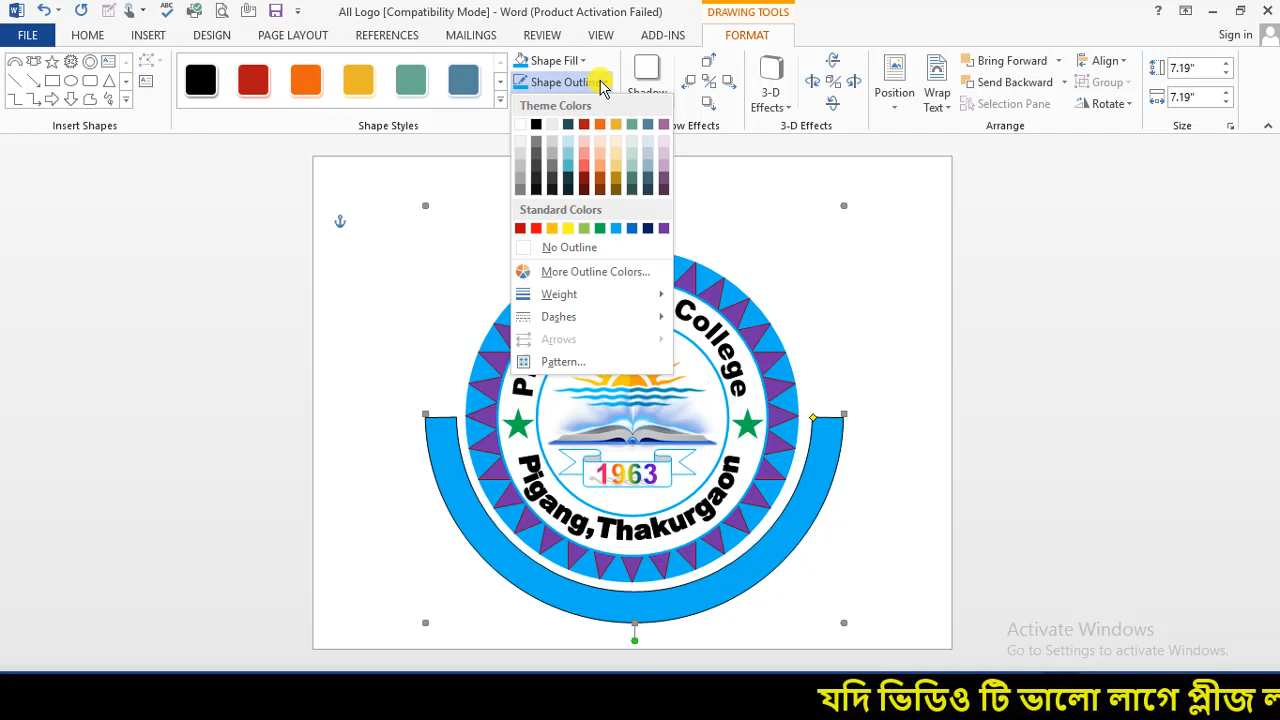 All Logo [Compatibility Mode] - Word (Product Activation Failed)
DRAWING TOOLS
FILE HOME INSERT DESIGN PAGE LAYOUT REFERENCES MAILINGS REVIEW VIEW ADD-INS FORMAT
Sign in
Shape Fill
Shape Outline
3-D
Effects
Position
Wrap
Text
Bring Forward
Send Backward
Selection Pane
Align
Group
Rotate
7.19"
7.19"
Insert Shapes
Shape Styles
Effects
3-D Effects
Arrange
Size
Theme Colors
Standard Colors
No Outline
More Outline Colors...
Weight
Dashes
Arrows
Pattern...
College
1963
Pigang,Thakurgaon
Activate Windows
Go to Settings to activate Windows.
যদি ভিডিও টি ভালো লাগে প্লীজ